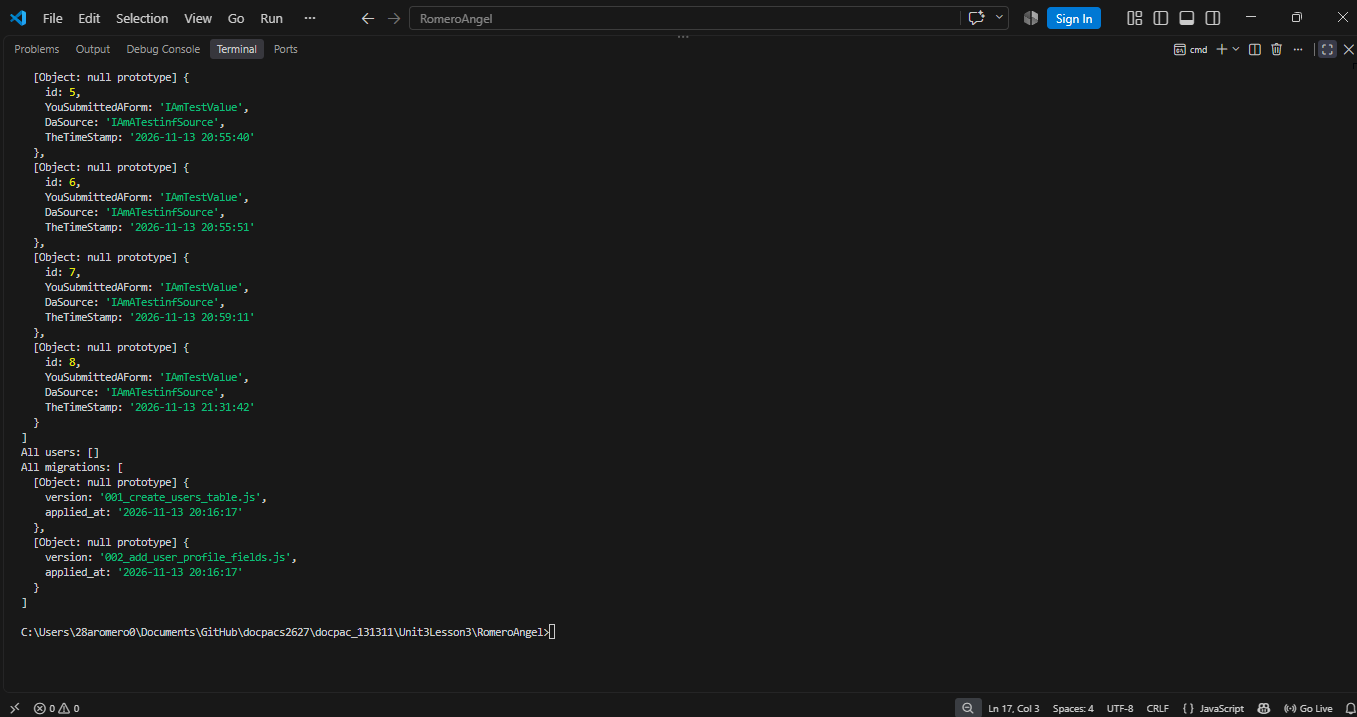 File Edit Selection View Go Run ··· RomeroAngel Sign In
Problems Output Debug Console Terminal Ports cmd
[Object: null prototype] {
id: 5,
YouSubmittedAForm: 'IAmTestValue',
DaSource: 'IAmATestinfSource',
TheTimeStamp: '2026-11-13 20:55:40'
},
[Object: null prototype] {
id: 6,
YouSubmittedAForm: 'IAmTestValue',
DaSource: 'IAmATestinfSource',
TheTimeStamp: '2026-11-13 20:55:51'
},
[Object: null prototype] {
id: 7,
YouSubmittedAForm: 'IAmTestValue',
DaSource: 'IAmATestinfSource',
TheTimeStamp: '2026-11-13 20:59:11'
},
[Object: null prototype] {
id: 8,
YouSubmittedAForm: 'IAmTestValue',
DaSource: 'IAmATestinfSource',
TheTimeStamp: '2026-11-13 21:31:42'
}
]
All users: []
All migrations: [
[Object: null prototype] {
version: '001_create_users_table.js',
applied_at: '2026-11-13 20:16:17'
},
[Object: null prototype] {
version: '002_add_user_profile_fields.js',
applied_at: '2026-11-13 20:16:17'
}
]
C:\Users\28aromero0\Documents\GitHub\docpacs2627\docpac_131311\Unit3Lesson3\RomeroAngel>
0 0 Ln 17, Col 3 Spaces: 4 UTF-8 CRLF {} JavaScript Go Live